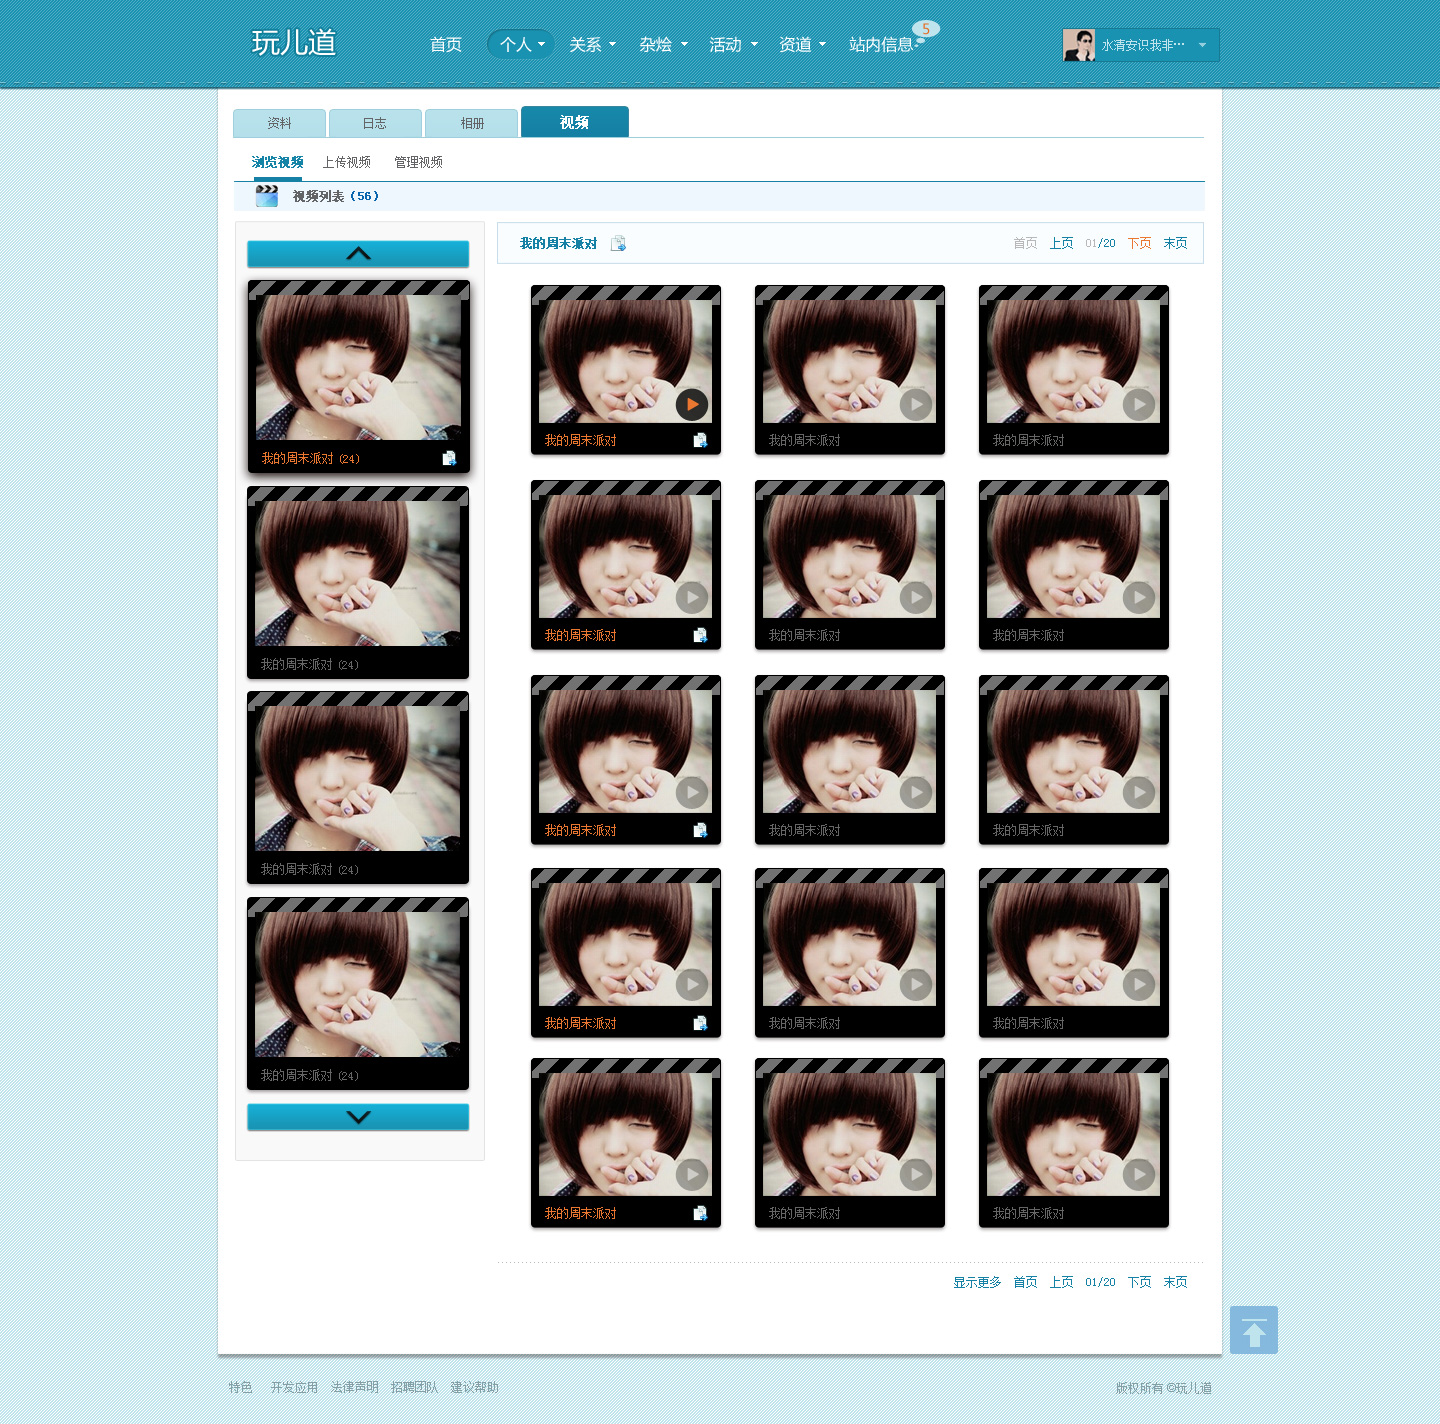 玩儿道 首页 个人 关系 杂烩 活动 资道 站内信息 5 水清安识我非…
资料 日志 相册 视频
浏览视频 上传视频 管理视频
视频列表（56）
我的周末派对 首页 上页 01/20 下页 末页
我的周末派对 (24)
我的周末派对 (24)
我的周末派对 (24)
我的周末派对 (24)
我的周末派对 我的周末派对 我的周末派对
我的周末派对 我的周末派对 我的周末派对
我的周末派对 我的周末派对 我的周末派对
我的周末派对 我的周末派对 我的周末派对
我的周末派对 我的周末派对 我的周末派对
显示更多 首页 上页 01/20 下页 末页
特色 开发应用 法律声明 招聘团队 建议帮助 版权所有 ©玩儿道